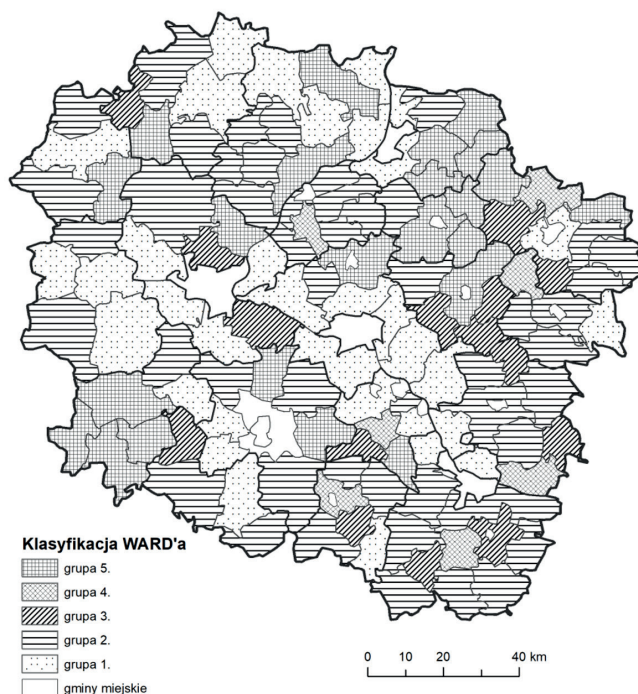 Klasyfikacja WARD'a
grupa 5.
grupa 4.
grupa 3.
grupa 2.
grupa 1.
gminy miejskie
0 10 20 40 km